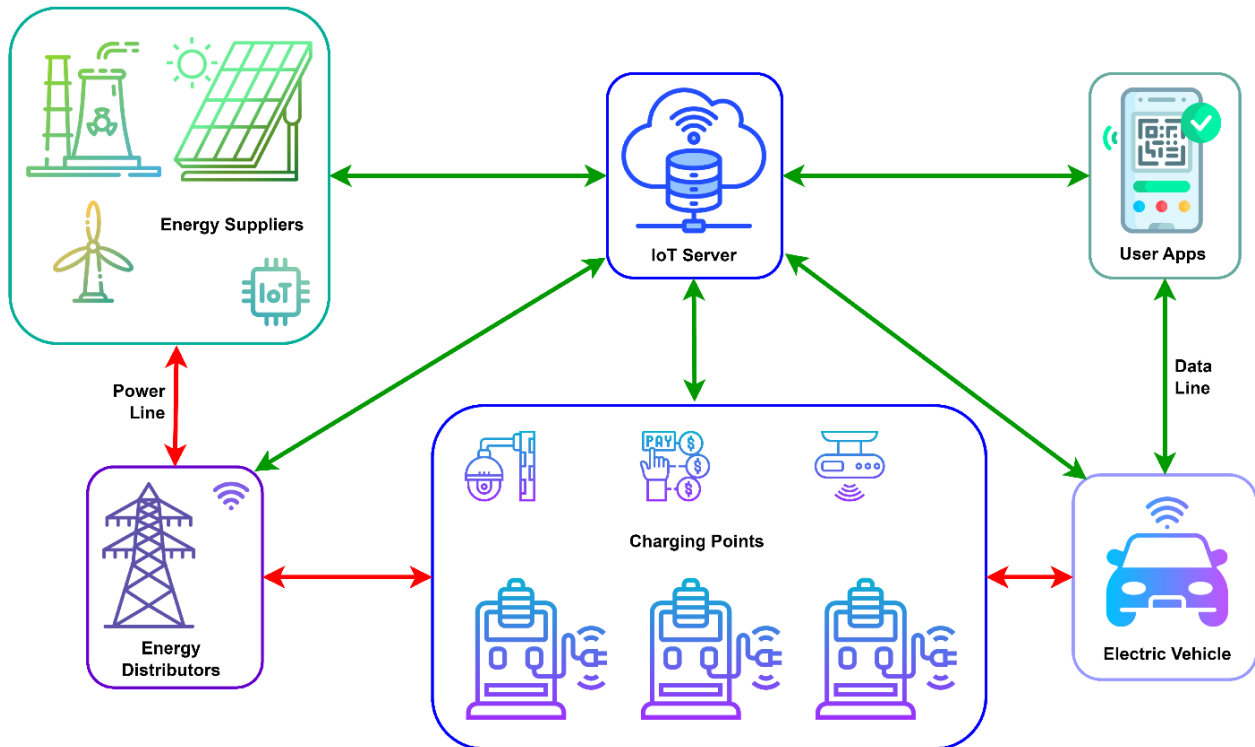 Energy Suppliers
IoT
IoT Server
User Apps
Power
Line
Data
Line
PAY
$
$
$
Charging Points
Energy
Distributors
Electric Vehicle